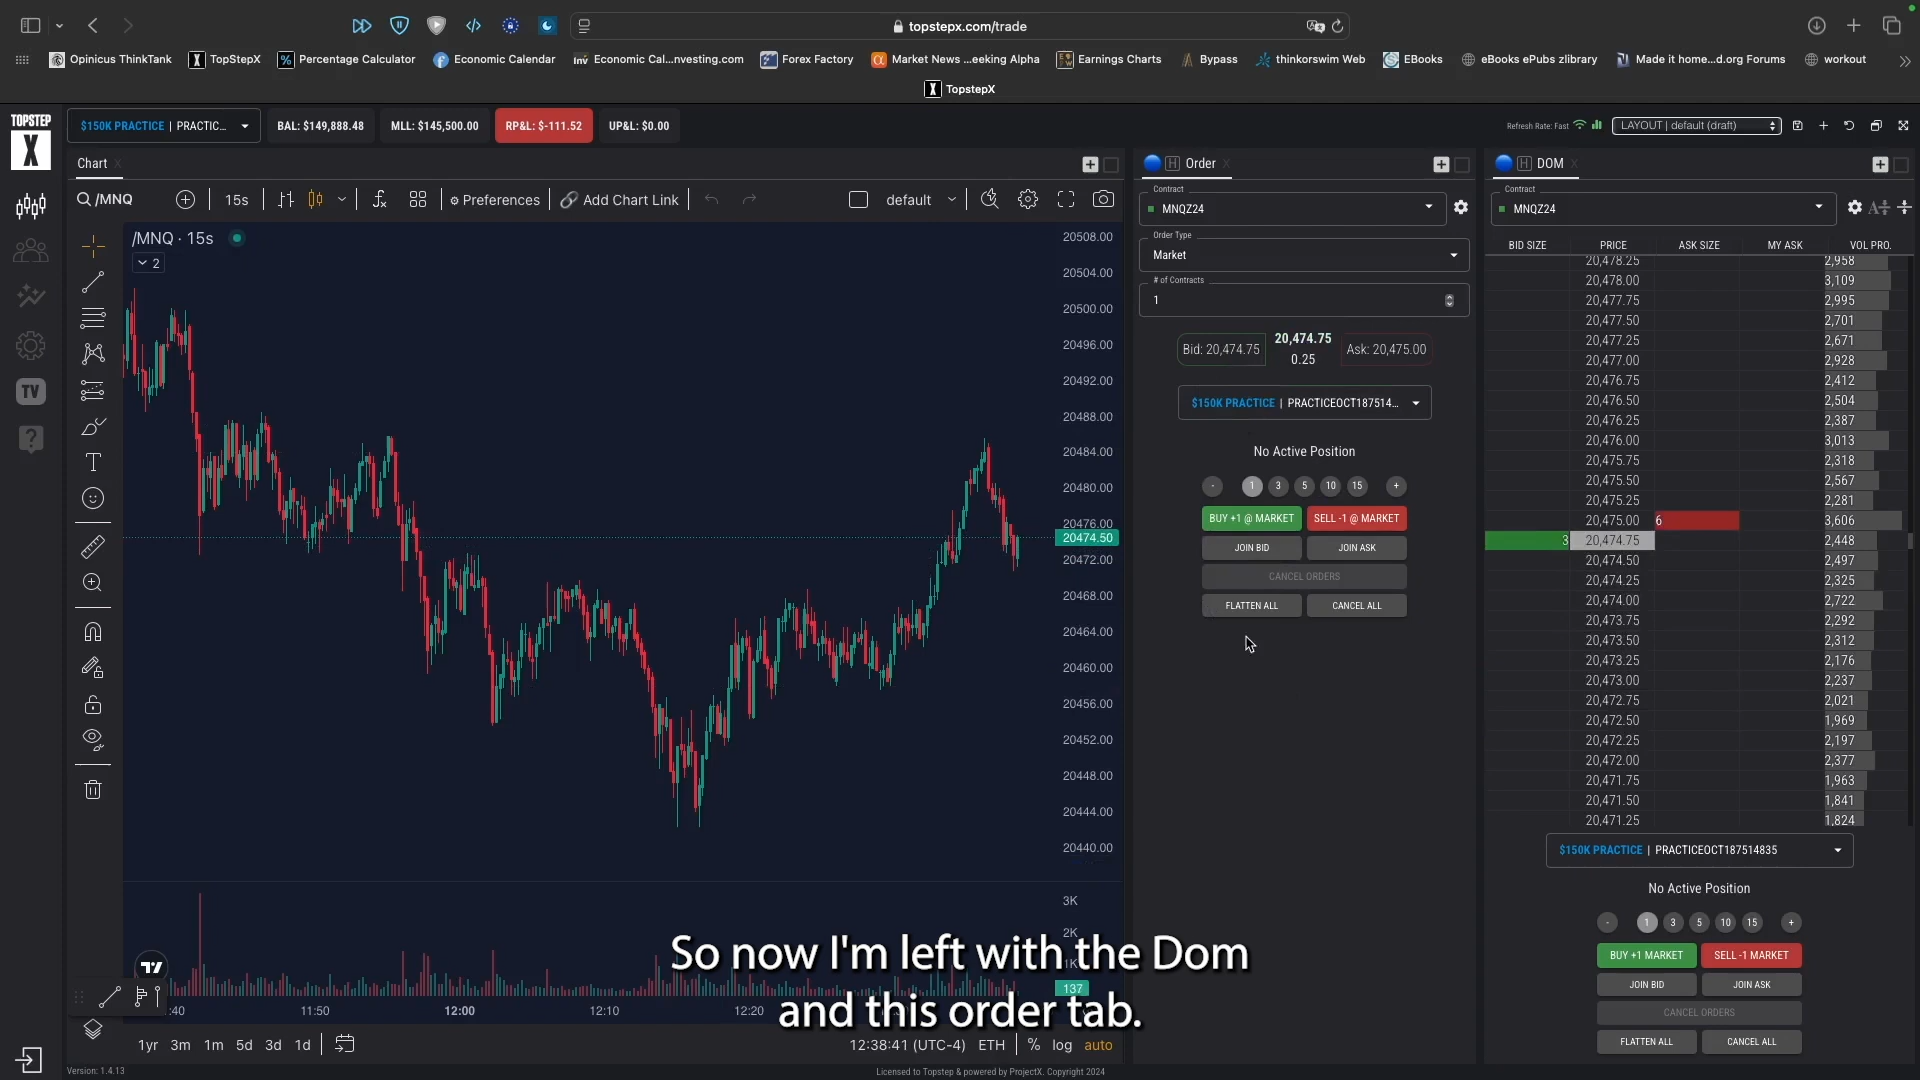 topstepx.com/trade
Opinicus ThinkTank
TopStepX
Percentage Calculator
Economic Calendar
Economic Cal...nvesting.com
Forex Factory
Market News ...eeking Alpha
Earnings Charts
Bypass
thinkorswim Web
EBooks
eBooks ePubs zlibrary
Made it home...d.org Forums
workout
TopstepX
TOPSTEP
X
$150K PRACTICE | PRACTIC...
BAL: $149,888.48
MLL: $145,500.00
RP&L: $-111.52
UP&L: $0.00
Refresh Rate: Fast
LAYOUT | default (draft)
Chart
/MNQ
15s
Preferences
Add Chart Link
default
/MNQ · 15s
2
TV
20508.00
20504.00
20500.00
20496.00
20492.00
20488.00
20484.00
20480.00
20476.00
20474.50
20472.00
20468.00
20464.00
20460.00
20456.00
20452.00
20448.00
20444.00
20440.00
3K
2K
1K
137
:40
11:50
12:00
12:10
12:20
1yr 3m 1m 5d 3d 1d
12:38:41 (UTC-4) ETH % log auto
Version: 1.4.13
Licensed to Topstep & powered by ProjectX. Copyright 2024
H Order
Contract
MNQZ24
Order Type
Market
# of Contracts
1
Bid: 20,474.75
20,474.75
0.25
Ask: 20,475.00
$150K PRACTICE | PRACTICEOCT187514...
No Active Position
- 1 3 5 10 15 +
BUY +1 @ MARKET
SELL -1 @ MARKET
JOIN BID
JOIN ASK
CANCEL ORDERS
FLATTEN ALL
CANCEL ALL
H DOM
Contract
MNQZ24
BID SIZE PRICE ASK SIZE MY ASK VOL PRO.
20,478.25 2,958
20,478.00 3,109
20,477.75 2,995
20,477.50 2,701
20,477.25 2,671
20,477.00 2,928
20,476.75 2,412
20,476.50 2,504
20,476.25 2,387
20,476.00 3,013
20,475.75 2,318
20,475.50 2,567
20,475.25 2,281
20,475.00 6 3,606
3 20,474.75 2,448
20,474.50 2,497
20,474.25 2,325
20,474.00 2,722
20,473.75 2,292
20,473.50 2,312
20,473.25 2,176
20,473.00 2,237
20,472.75 2,021
20,472.50 1,969
20,472.25 2,197
20,472.00 2,377
20,471.75 1,963
20,471.50 1,841
20,471.25 1,824
$150K PRACTICE | PRACTICEOCT187514835
No Active Position
- 1 3 5 10 15 +
BUY +1 MARKET
SELL -1 MARKET
JOIN BID
JOIN ASK
CANCEL ORDERS
FLATTEN ALL
CANCEL ALL
So now I'm left with the Dom
and this order tab.